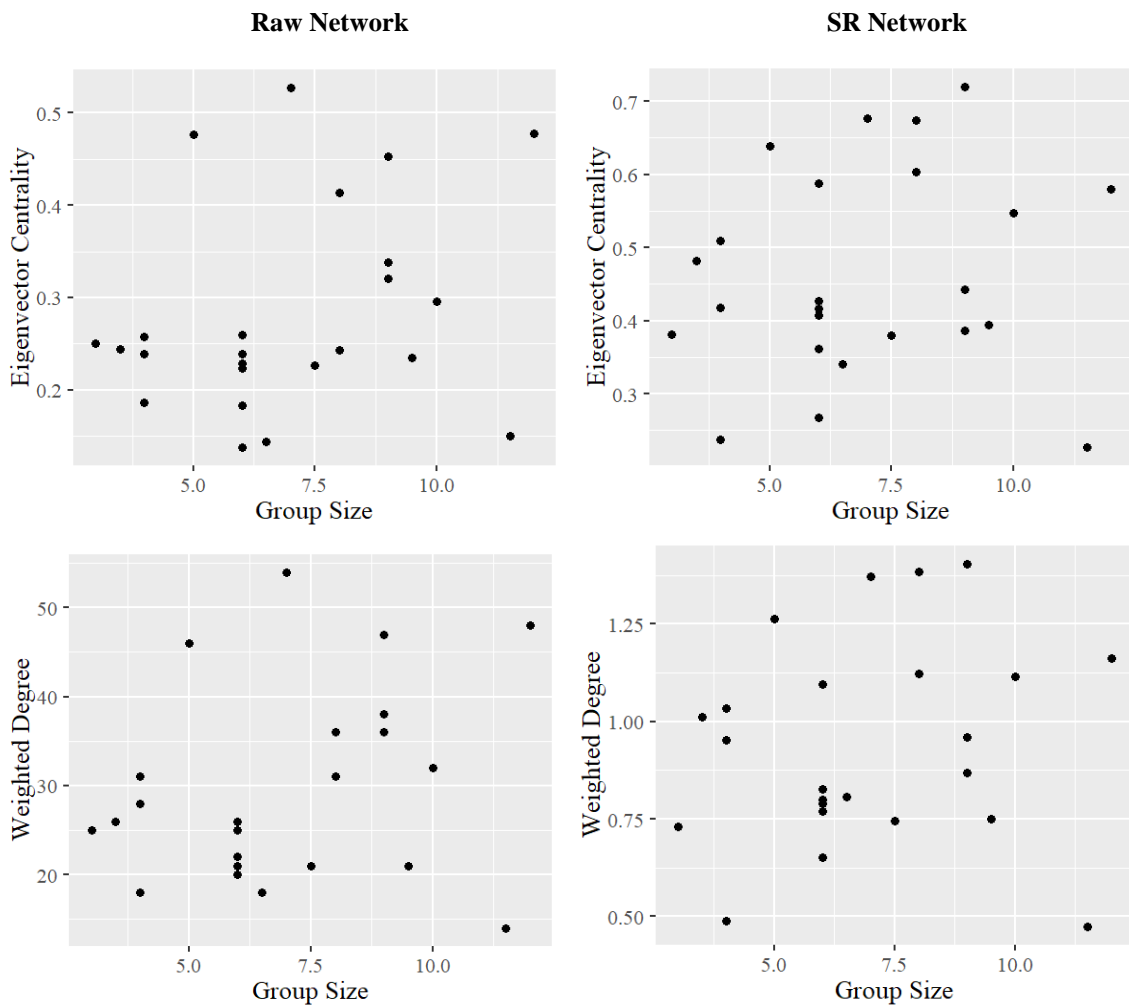 Raw Network
SR Network
Eigenvector Centrality
0.5
0.4
0.3
0.2
5.0 7.5 10.0
Group Size
Eigenvector Centrality
0.7
0.6
0.5
0.4
0.3
5.0 7.5 10.0
Group Size
Weighted Degree
50
40
30
20
5.0 7.5 10.0
Group Size
Weighted Degree
1.25
1.00
0.75
0.50
5.0 7.5 10.0
Group Size